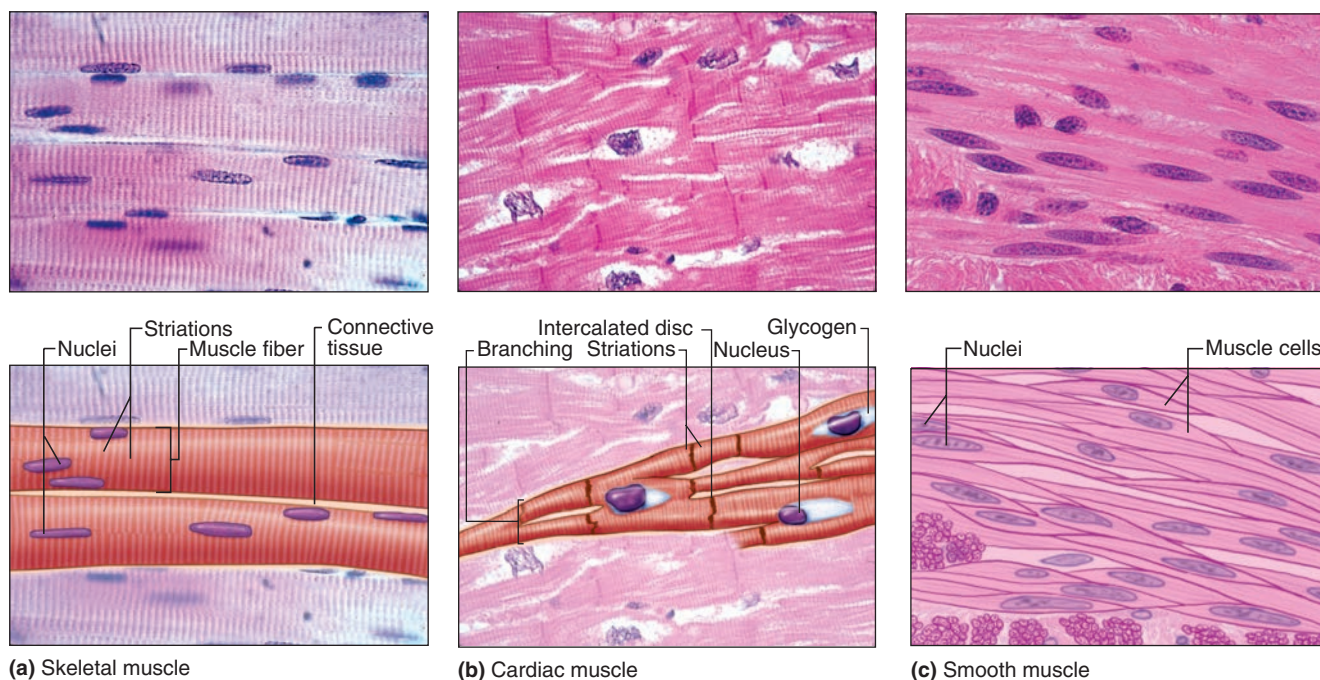 Striations
Nuclei
Muscle fiber
Connective
tissue
Intercalated disc
Glycogen
Branching
Striations
Nucleus
Nuclei
Muscle cells
(a) Skeletal muscle
(b) Cardiac muscle
(c) Smooth muscle